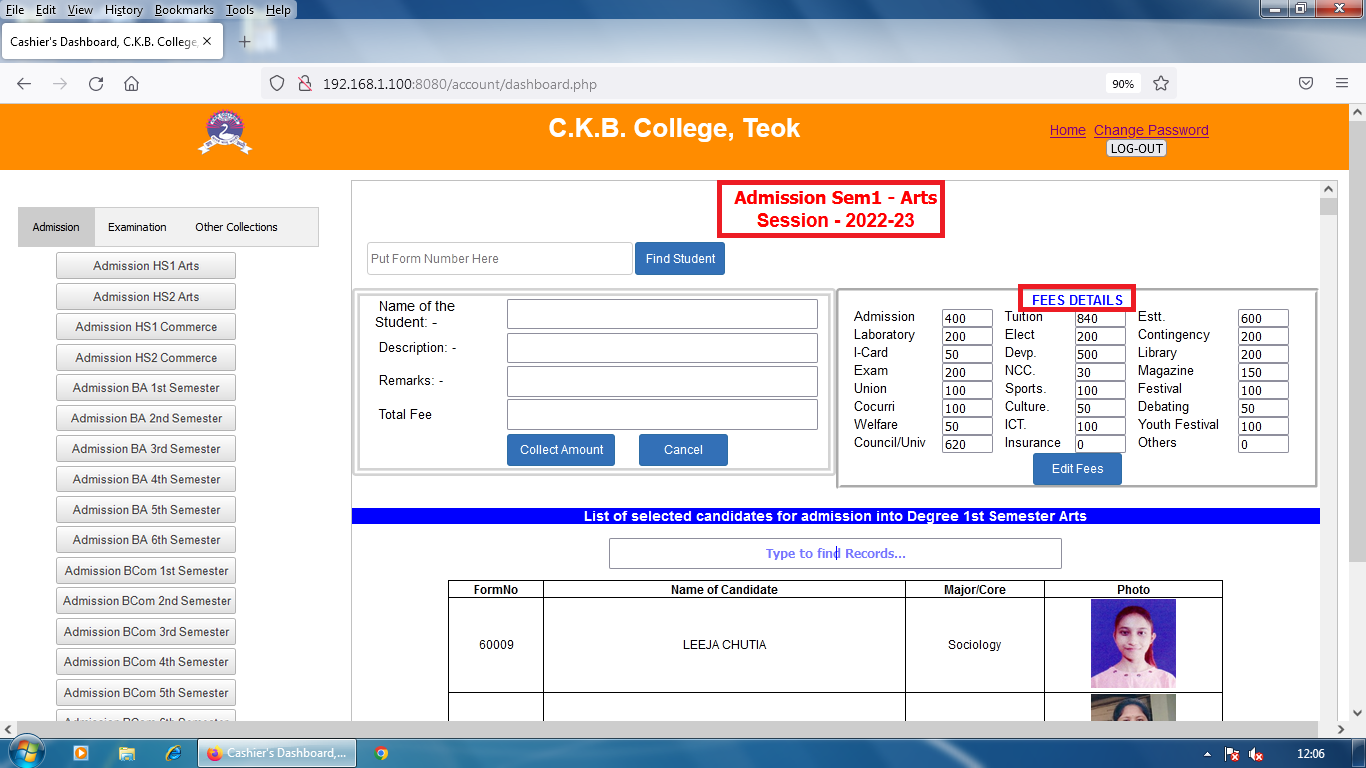 File Edit View History Bookmarks Tools Help
Cashier's Dashboard, C.K.B. College,
192.168.1.100:8080/account/dashboard.php
90%
C.K.B. College, Teok
Home Change Password
LOG-OUT
Admission Examination Other Collections
Admission HS1 Arts
Admission HS2 Arts
Admission HS1 Commerce
Admission HS2 Commerce
Admission BA 1st Semester
Admission BA 2nd Semester
Admission BA 3rd Semester
Admission BA 4th Semester
Admission BA 5th Semester
Admission BA 6th Semester
Admission BCom 1st Semester
Admission BCom 2nd Semester
Admission BCom 3rd Semester
Admission BCom 4th Semester
Admission BCom 5th Semester
Admission BCom 6th Semester
Admission Sem1 - Arts
Session - 2022-23
Put Form Number Here Find Student
Name of the
Student: -
Description: -
Remarks: -
Total Fee
Collect Amount Cancel
FEES DETAILS
Admission 400 Tuition 840 Estt. 600
Laboratory 200 Elect 200 Contingency 200
I-Card 50 Devp. 500 Library 200
Exam 200 NCC. 30 Magazine 150
Union 100 Sports. 100 Festival 100
Cocurri 100 Culture. 50 Debating 50
Welfare 50 ICT. 100 Youth Festival 100
Council/Univ 620 Insurance 0 Others 0
Edit Fees
List of selected candidates for admission into Degree 1st Semester Arts
Type to find Records...
FormNo Name of Candidate Major/Core Photo
60009 LEEJA CHUTIA Sociology
Cashier's Dashboard,...
12:06